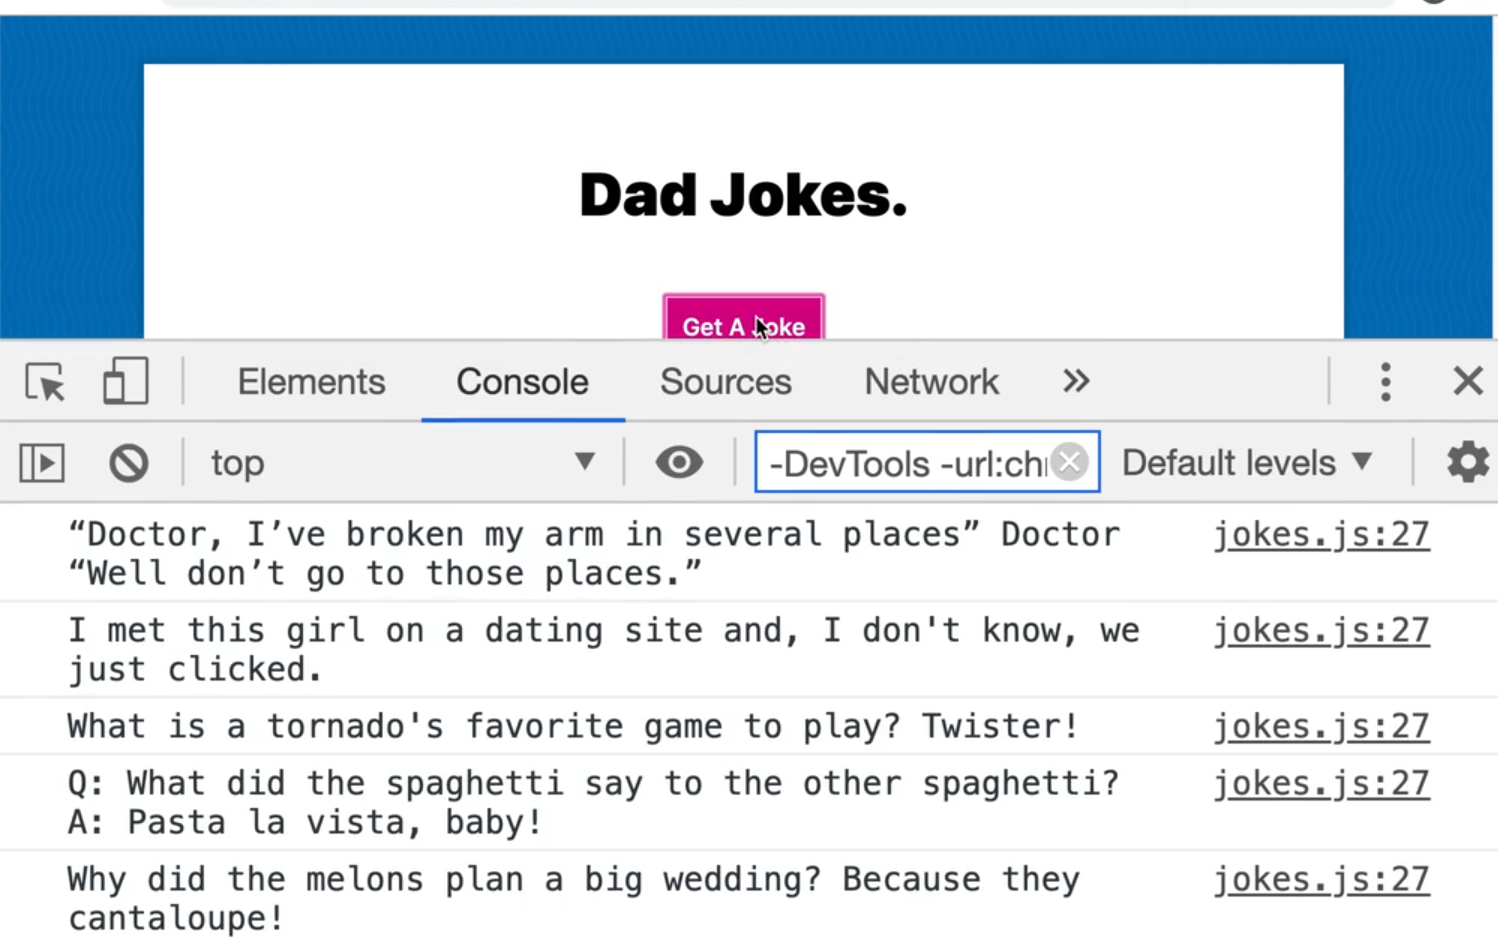 Dad Jokes.
Get A Joke
Elements Console Sources Network »
top ▼ -DevTools -url:ch Default levels ▼
“Doctor, I’ve broken my arm in several places” Doctor jokes.js:27
“Well don’t go to those places.”
I met this girl on a dating site and, I don't know, we jokes.js:27
just clicked.
What is a tornado's favorite game to play? Twister! jokes.js:27
Q: What did the spaghetti say to the other spaghetti? jokes.js:27
A: Pasta la vista, baby!
Why did the melons plan a big wedding? Because they jokes.js:27
cantaloupe!